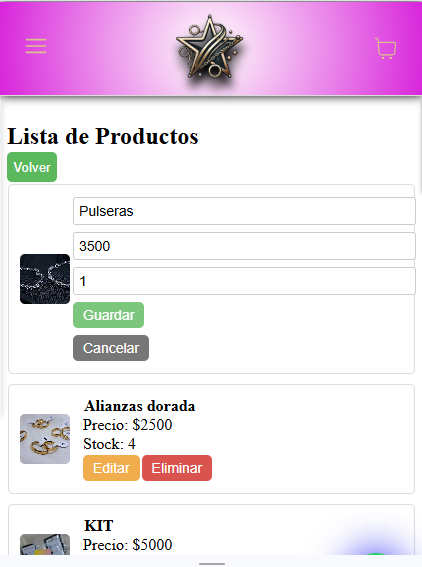 Lista de Productos
Volver
Pulseras
3500
1
Guardar
Cancelar
Alianzas dorada
Precio: $2500
Stock: 4
Editar Eliminar
KIT
Precio: $5000